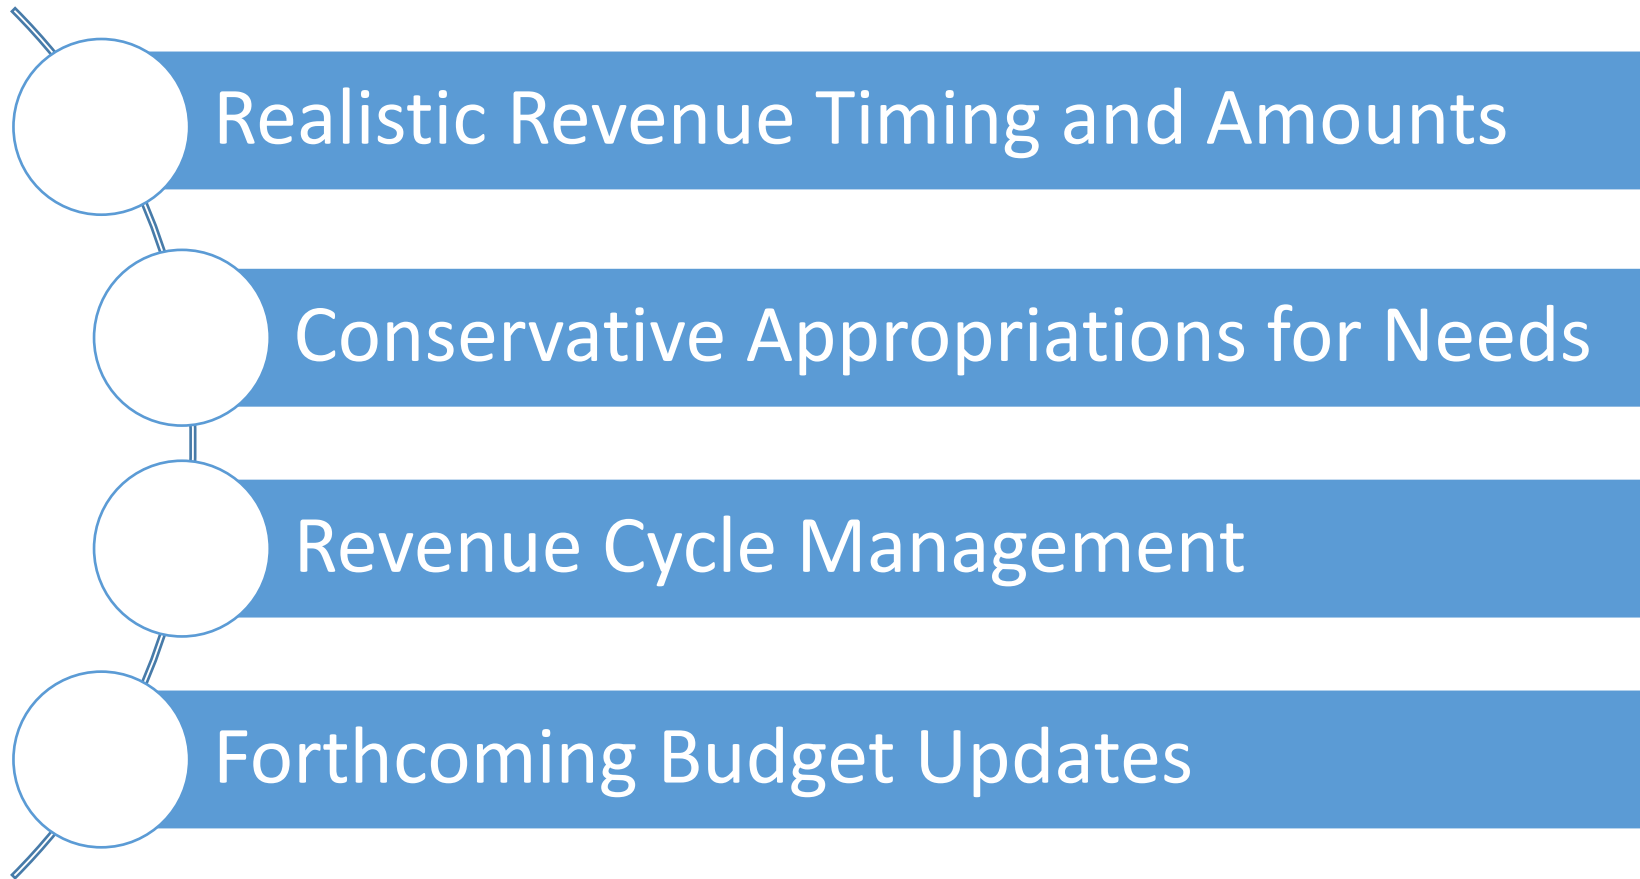 Realistic Revenue Timing and Amounts
Conservative Appropriations for Needs
Revenue Cycle Management
Forthcoming Budget Updates